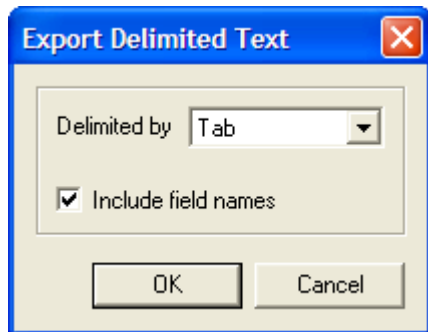 Export Delimited Text
Delimited by Tab
Include field names
OK Cancel